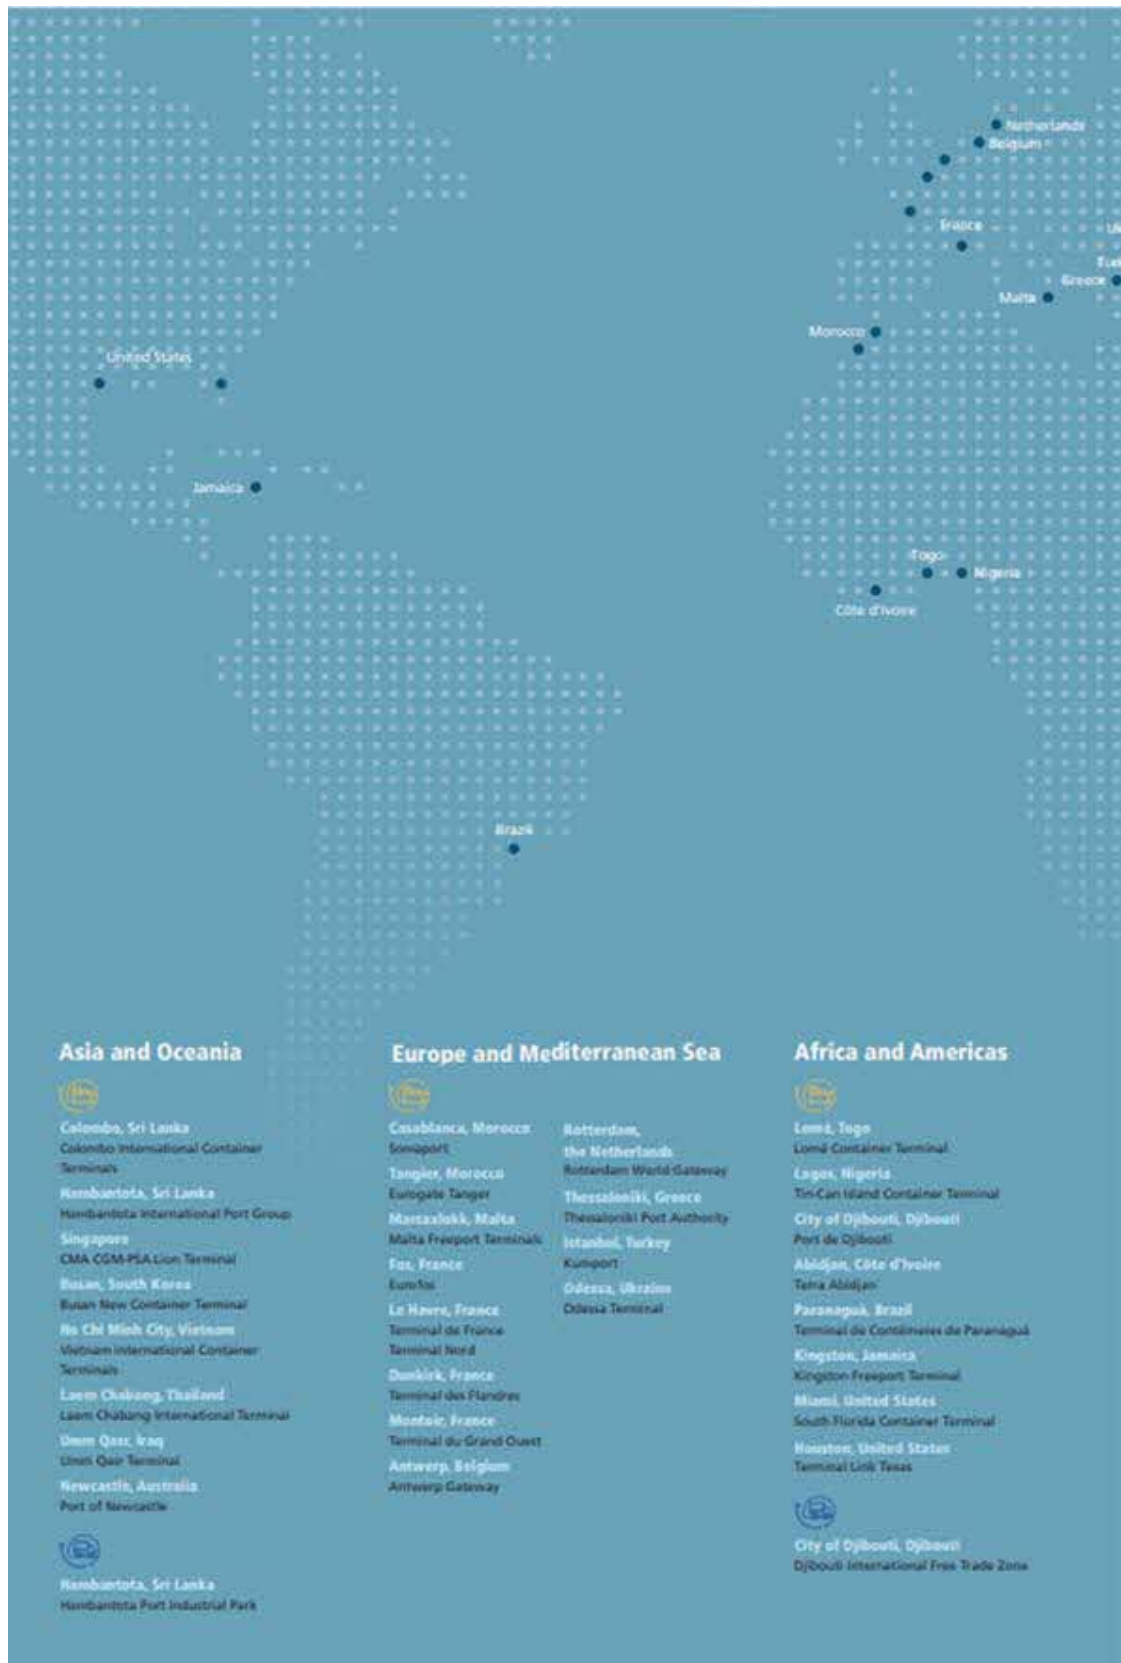 Netherlands
Belgium
France
Uk
Tur
Greece
Malta
Morocco
United States
Jamaica
Togo
Nigeria
Côte d'Ivoire
Brazil
Asia and Oceania
Colombo, Sri Lanka
Colombo International Container
Terminals
Hambantota, Sri Lanka
Hambantota International Port Group
Singapore
CMA CGM-PSA Lion Terminal
Busan, South Korea
Busan New Container Terminal
Ho Chi Minh City, Vietnam
Vietnam International Container
Terminals
Laem Chabang, Thailand
Laem Chabang International Terminal
Umm Qasr, Iraq
Umm Qasr Terminal
Newcastle, Australia
Port of Newcastle
Hambantota, Sri Lanka
Hambantota Port Industrial Park
Europe and Mediterranean Sea
Casablanca, Morocco
Somaport
Tangier, Morocco
Eurogate Tanger
Marsaxlokk, Malta
Malta Freeport Terminals
Fos, France
Eurofos
Le Havre, France
Terminal de France
Terminal Nord
Dunkirk, France
Terminal des Flandres
Montoir, France
Terminal du Grand Ouest
Antwerp, Belgium
Antwerp Gateway
Rotterdam,
the Netherlands
Rotterdam World Gateway
Thessaloniki, Greece
Thessaloniki Port Authority
Istanbul, Turkey
Kumport
Odessa, Ukraine
Odessa Terminal
Africa and Americas
Lomé, Togo
Lomé Container Terminal
Lagos, Nigeria
Tin-Can Island Container Terminal
City of Djibouti, Djibouti
Port de Djibouti
Abidjan, Côte d'Ivoire
Terra Abidjan
Paranaguá, Brazil
Terminal de Contêineres de Paranaguá
Kingston, Jamaica
Kingston Freeport Terminal
Miami, United States
South Florida Container Terminal
Houston, United States
Terminal Link Texas
City of Djibouti, Djibouti
Djibouti International Free Trade Zone